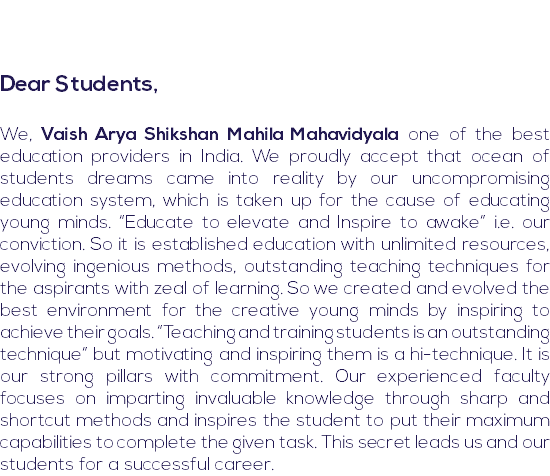 Dear Students,
We, Vaish Arya Shikshan Mahila Mahavidyala one of the best
education providers in India. We proudly accept that ocean of
students dreams came into reality by our uncompromising
education system, which is taken up for the cause of educating
young minds. “Educate to elevate and Inspire to awake” i.e. our
conviction. So it is established education with unlimited resources,
evolving ingenious methods, outstanding teaching techniques for
the aspirants with zeal of learning. So we created and evolved the
best environment for the creative young minds by inspiring to
achieve their goals. “Teaching and training students is an outstanding
technique” but motivating and inspiring them is a hi-technique. It is
our strong pillars with commitment. Our experienced faculty
focuses on imparting invaluable knowledge through sharp and
shortcut methods and inspires the student to put their maximum
capabilities to complete the given task. This secret leads us and our
students for a successful career.